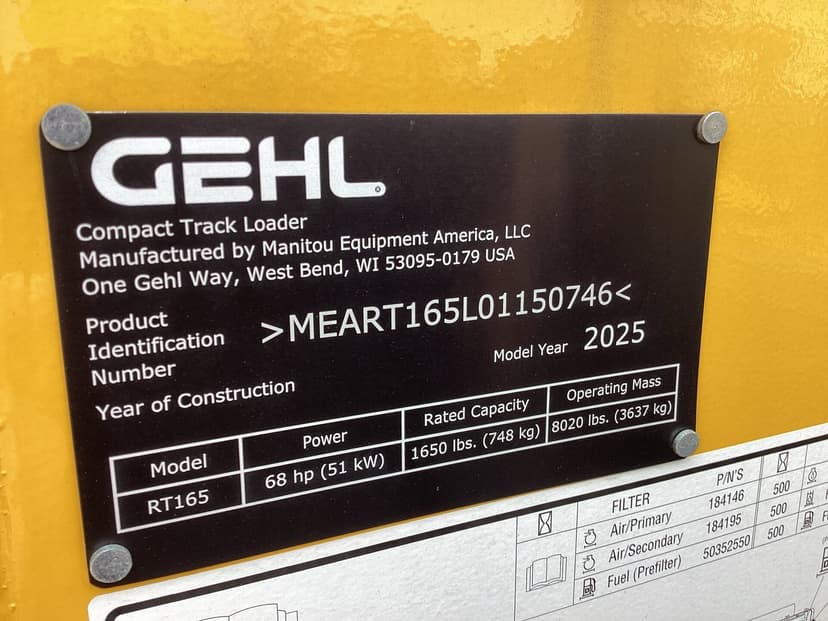 GEHL
Compact Track Loader
Manufactured by Manitou Equipment America, LLC
One Gehl Way, West Bend, WI 53095-0179 USA
Product
Identification
Number
>MEART165L01150746<
Model Year 2025
Year of Construction
Model Power Rated Capacity Operating Mass
RT165 68 hp (51 kW) 1650 lbs. (748 kg) 8020 lbs. (3637 kg)
FILTER P/N'S
Air/Primary 184146 500
Air/Secondary 184195 500
Fuel (Prefilter) 50352550 500